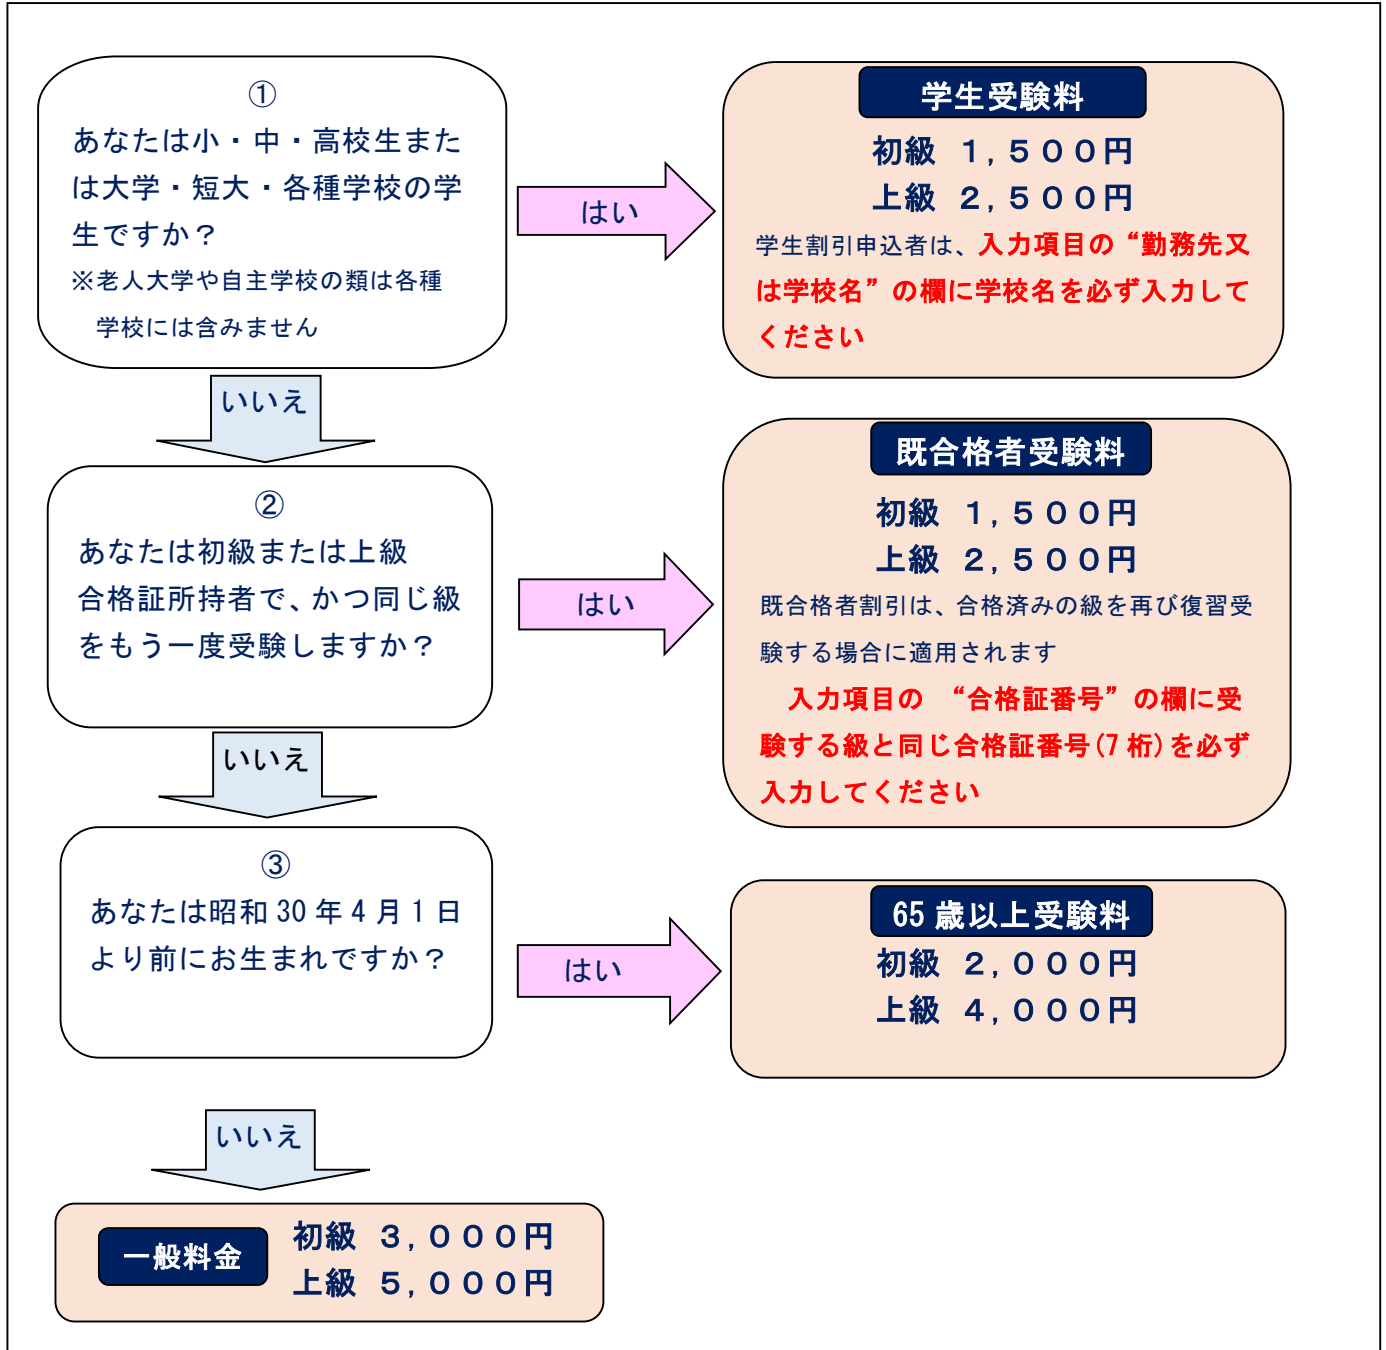 ①
あなたは小・中・高校生また
は大学・短大・各種学校の学
生ですか？
※老人大学や自主学校の類は各種
学校には含みません
はい
学生受験料
初級 １，５００円
上級 ２，５００円
学生割引申込者は、入力項目の“勤務先又
は学校名”の欄に学校名を必ず入力して
ください
いいえ
②
あなたは初級または上級
合格証所持者で、かつ同じ級
をもう一度受験しますか？
はい
既合格者受験料
初級 １，５００円
上級 ２，５００円
既合格者割引は、合格済みの級を再び復習受
験する場合に適用されます
入力項目の “合格証番号”の欄に受
験する級と同じ合格証番号(7 桁)を必ず
入力してください
いいえ
③
あなたは昭和 30 年 4 月 1 日
より前にお生まれですか？
はい
65 歳以上受験料
初級 ２，０００円
上級 ４，０００円
いいえ
一般料金
初級 ３，０００円
上級 ５，０００円